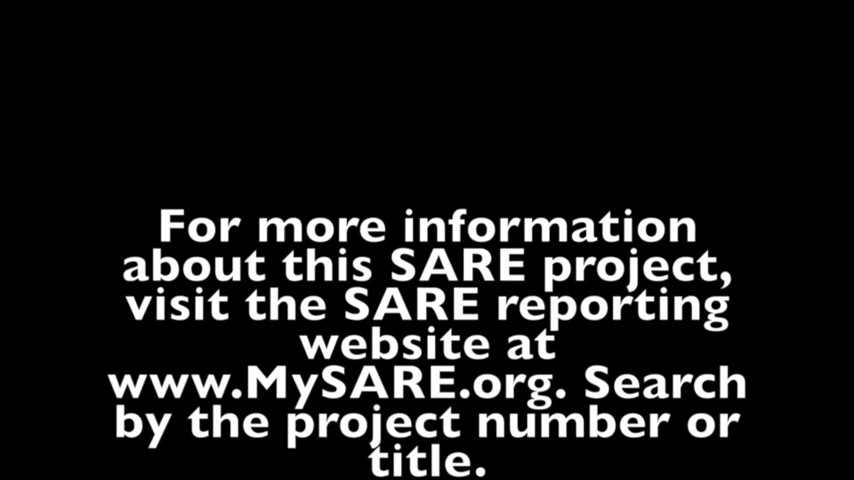 For more information
about this SARE project,
visit the SARE reporting
website at
www.MySARE.org. Search
by the project number or
title.